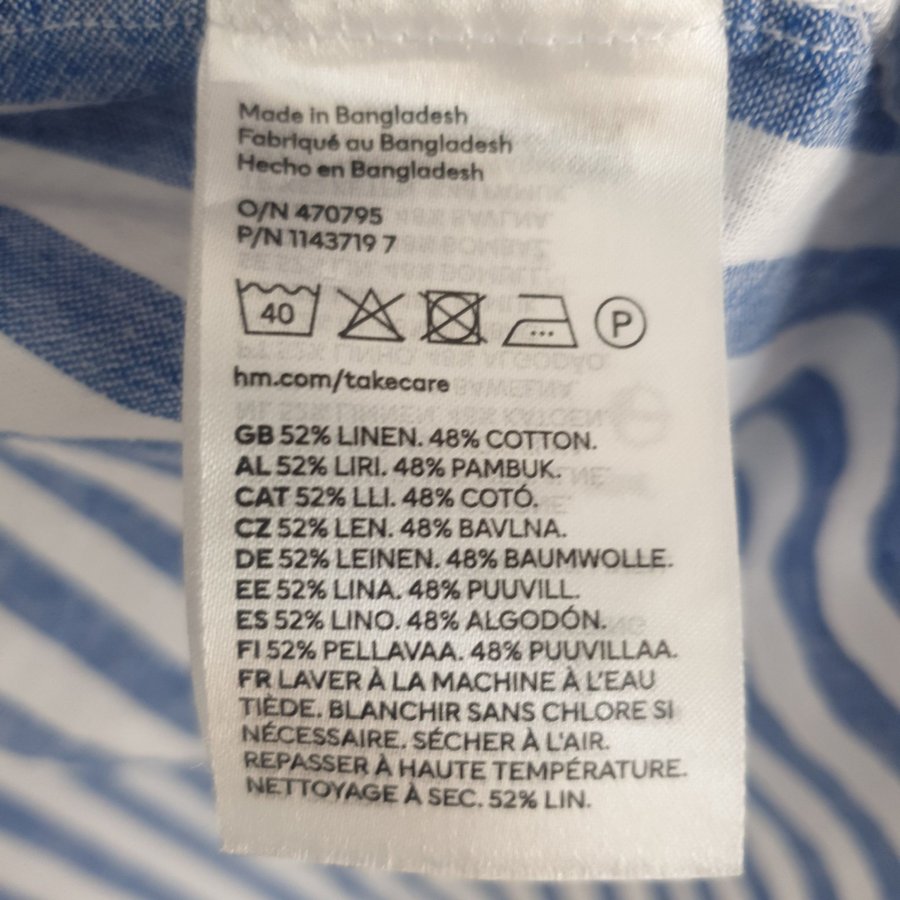 Made in Bangladesh
Fabriqué au Bangladesh
Hecho en Bangladesh
O/N 470795
P/N 1143719 7
40 P
hm.com/takecare
GB 52% LINEN. 48% COTTON.
AL 52% LIRI. 48% PAMBUK.
CAT 52% LLI. 48% COTÓ.
CZ 52% LEN. 48% BAVLNA.
DE 52% LEINEN. 48% BAUMWOLLE.
EE 52% LINA. 48% PUUVILL.
ES 52% LINO. 48% ALGODÓN.
FI 52% PELLAVAA. 48% PUUVILLAA.
FR LAVER À LA MACHINE À L'EAU
TIÈDE. BLANCHIR SANS CHLORE SI
NÉCESSAIRE. SÉCHER À L'AIR.
REPASSER À HAUTE TEMPÉRATURE.
NETTOYAGE À SEC. 52% LIN.